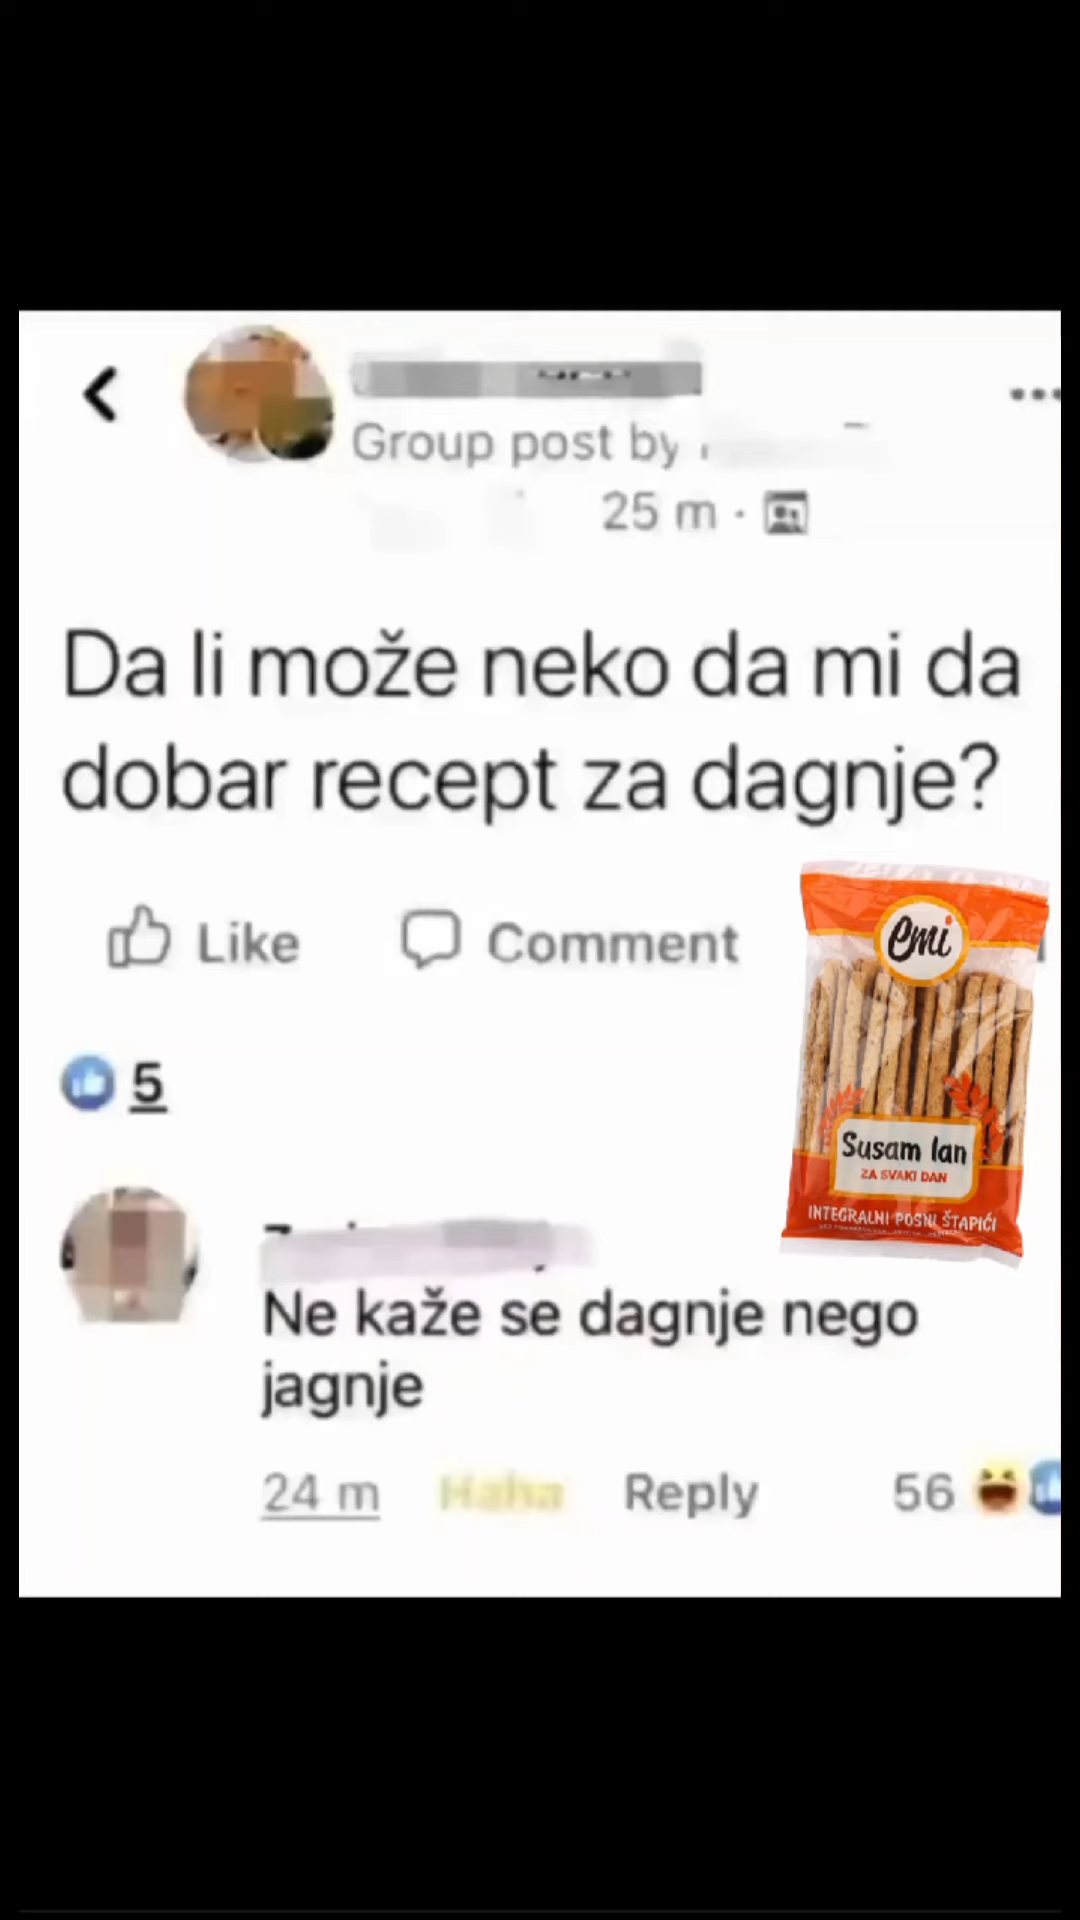 Group post by
25 m ·
Da li može neko da mi da
dobar recept za dagnje?
Like Comment
5
emi
Susam lan
ZA SVAKI DAN
INTEGRALNI POSNI ŠTAPIĆI
Ne kaže se dagnje nego
jagnje
24 m Haha Reply 56